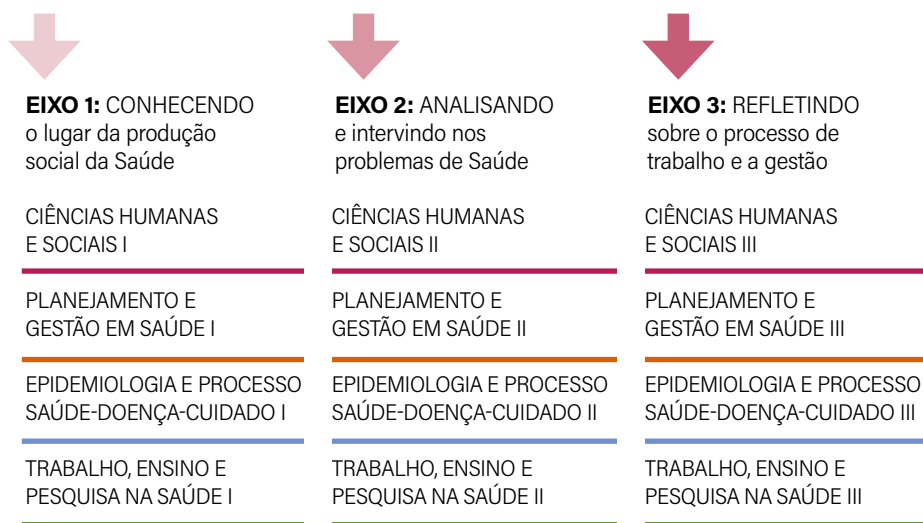 EIXO 1: CONHECENDO
o lugar da produção
social da Saúde
CIÊNCIAS HUMANAS
E SOCIAIS I
PLANEJAMENTO E
GESTÃO EM SAÚDE I
EPIDEMIOLOGIA E PROCESSO
SAÚDE-DOENÇA-CUIDADO I
TRABALHO, ENSINO E
PESQUISA NA SAÚDE I
EIXO 2: ANALISANDO
e intervindo nos
problemas de Saúde
CIÊNCIAS HUMANAS
E SOCIAIS II
PLANEJAMENTO E
GESTÃO EM SAÚDE II
EPIDEMIOLOGIA E PROCESSO
SAÚDE-DOENÇA-CUIDADO II
TRABALHO, ENSINO E
PESQUISA NA SAÚDE II
EIXO 3: REFLETINDO
sobre o processo de
trabalho e a gestão
CIÊNCIAS HUMANAS
E SOCIAIS III
PLANEJAMENTO E
GESTÃO EM SAÚDE III
EPIDEMIOLOGIA E PROCESSO
SAÚDE-DOENÇA-CUIDADO III
TRABALHO, ENSINO E
PESQUISA NA SAÚDE III